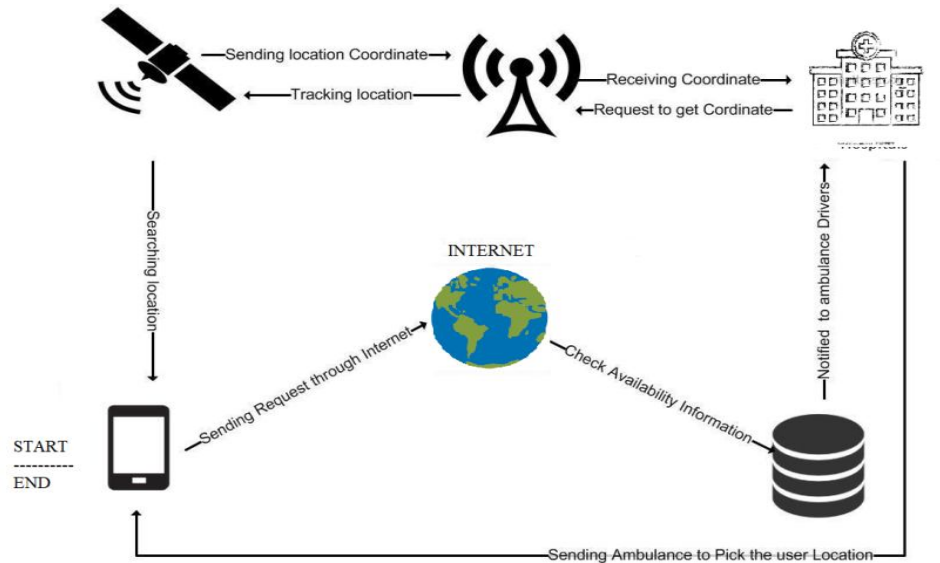 Sending location Coordinate
Tracking location
Receiving Coordinate
Request to get Cordinate
Hospitals
Searching location
INTERNET
Sending Request through Internet
Check Availability Information
Notified to ambulance Drivers
START
----------
END
Sending Ambulance to Pick the user Location